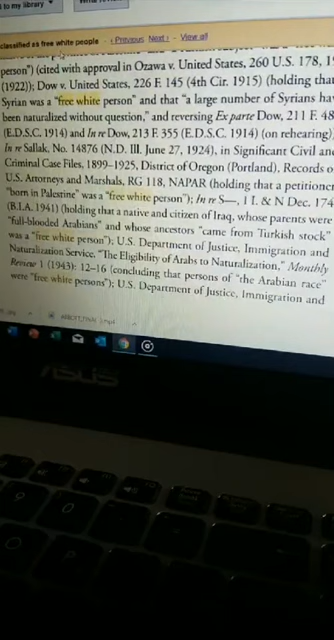 to my library
classified as free white people - ‹ Previous Next › - View all
person") (cited with approval in Ozawa v. United States, 260 U.S. 178, 19
(1922)); Dow v. United States, 226 F. 145 (4th Cir. 1915) (holding tha
Syrian was a "free white person" and that "a large number of Syrians hav
been naturalized without question," and reversing Ex parte Dow, 211 F. 48
(E.D.S.C. 1914) and In re Dow, 213 F. 355 (E.D.S.C. 1914) (on rehearing)
In re Sallak, No. 14876 (N.D. Ill. June 27, 1924), in Significant Civil an
Criminal Case Files, 1899–1925, District of Oregon (Portland), Records o
U.S. Attorneys and Marshals, RG 118, NAPAR (holding that a petitione
"born in Palestine" was a "free white person"); In re S—, 1 I. & N Dec. 174
(B.I.A. 1941) (holding that a native and citizen of Iraq, whose parents were
"full-blooded Arabians" and whose ancestors "came from Turkish stock"
was a "free white person"); U.S. Department of Justice, Immigration and
Naturalization Service, "The Eligibility of Arabs to Naturalization," Monthly
Review 1 (1943): 12–16 (concluding that persons of "the Arabian race"
were "free white persons"); U.S. Department of Justice, Immigration and
ASUS